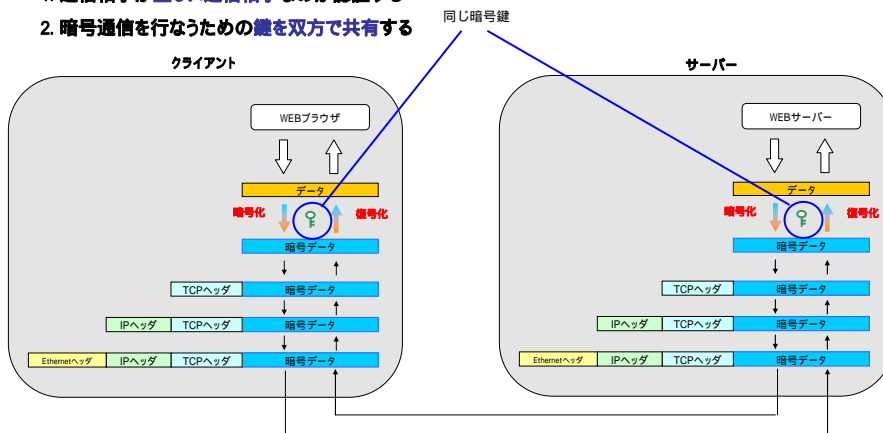 2. 暗号通信を行なうための鍵を双方で共有する
同じ暗号鍵
クライアント
サーバー
WEBブラウザ
WEBサーバー
データ
データ
暗号化
復号化
暗号化
復号化
暗号データ
暗号データ
TCPヘッダ 暗号データ
TCPヘッダ 暗号データ
IPヘッダ TCPヘッダ 暗号データ
IPヘッダ TCPヘッダ 暗号データ
Ethernetヘッダ IPヘッダ TCPヘッダ 暗号データ
Ethernetヘッダ IPヘッダ TCPヘッダ 暗号データ